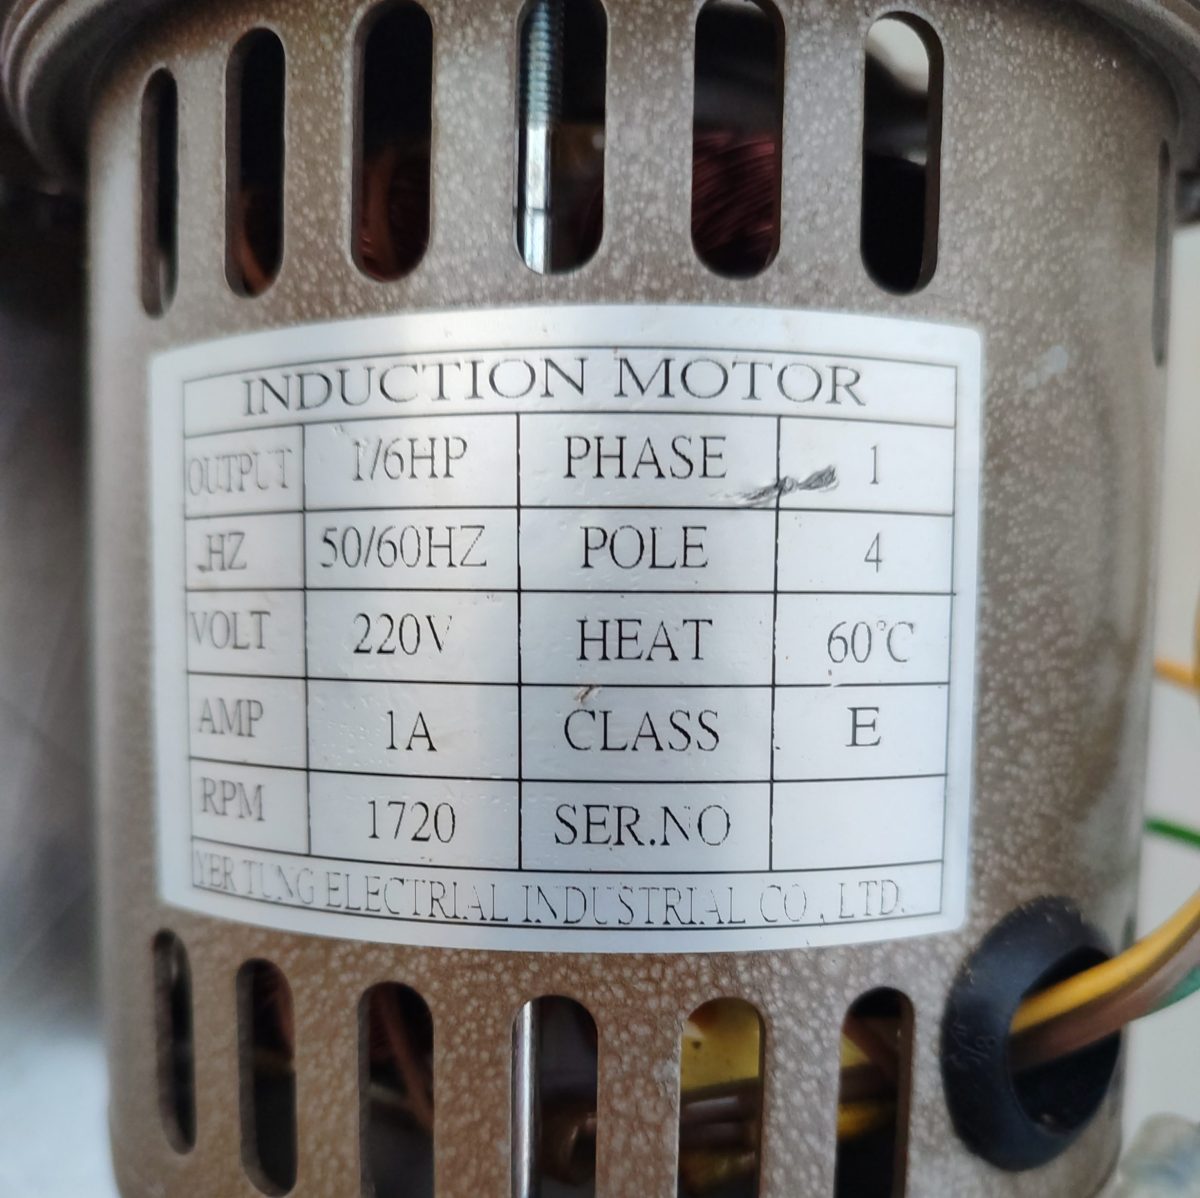 INDUCTION MOTOR
OUTPUT 1/6HP PHASE 1
HZ 50/60HZ POLE 4
VOLT 220V HEAT 60°C
AMP 1A CLASS E
RPM 1720 SER.NO
YER TUNG ELECTRIAL INDUSTRIAL CO., LTD.